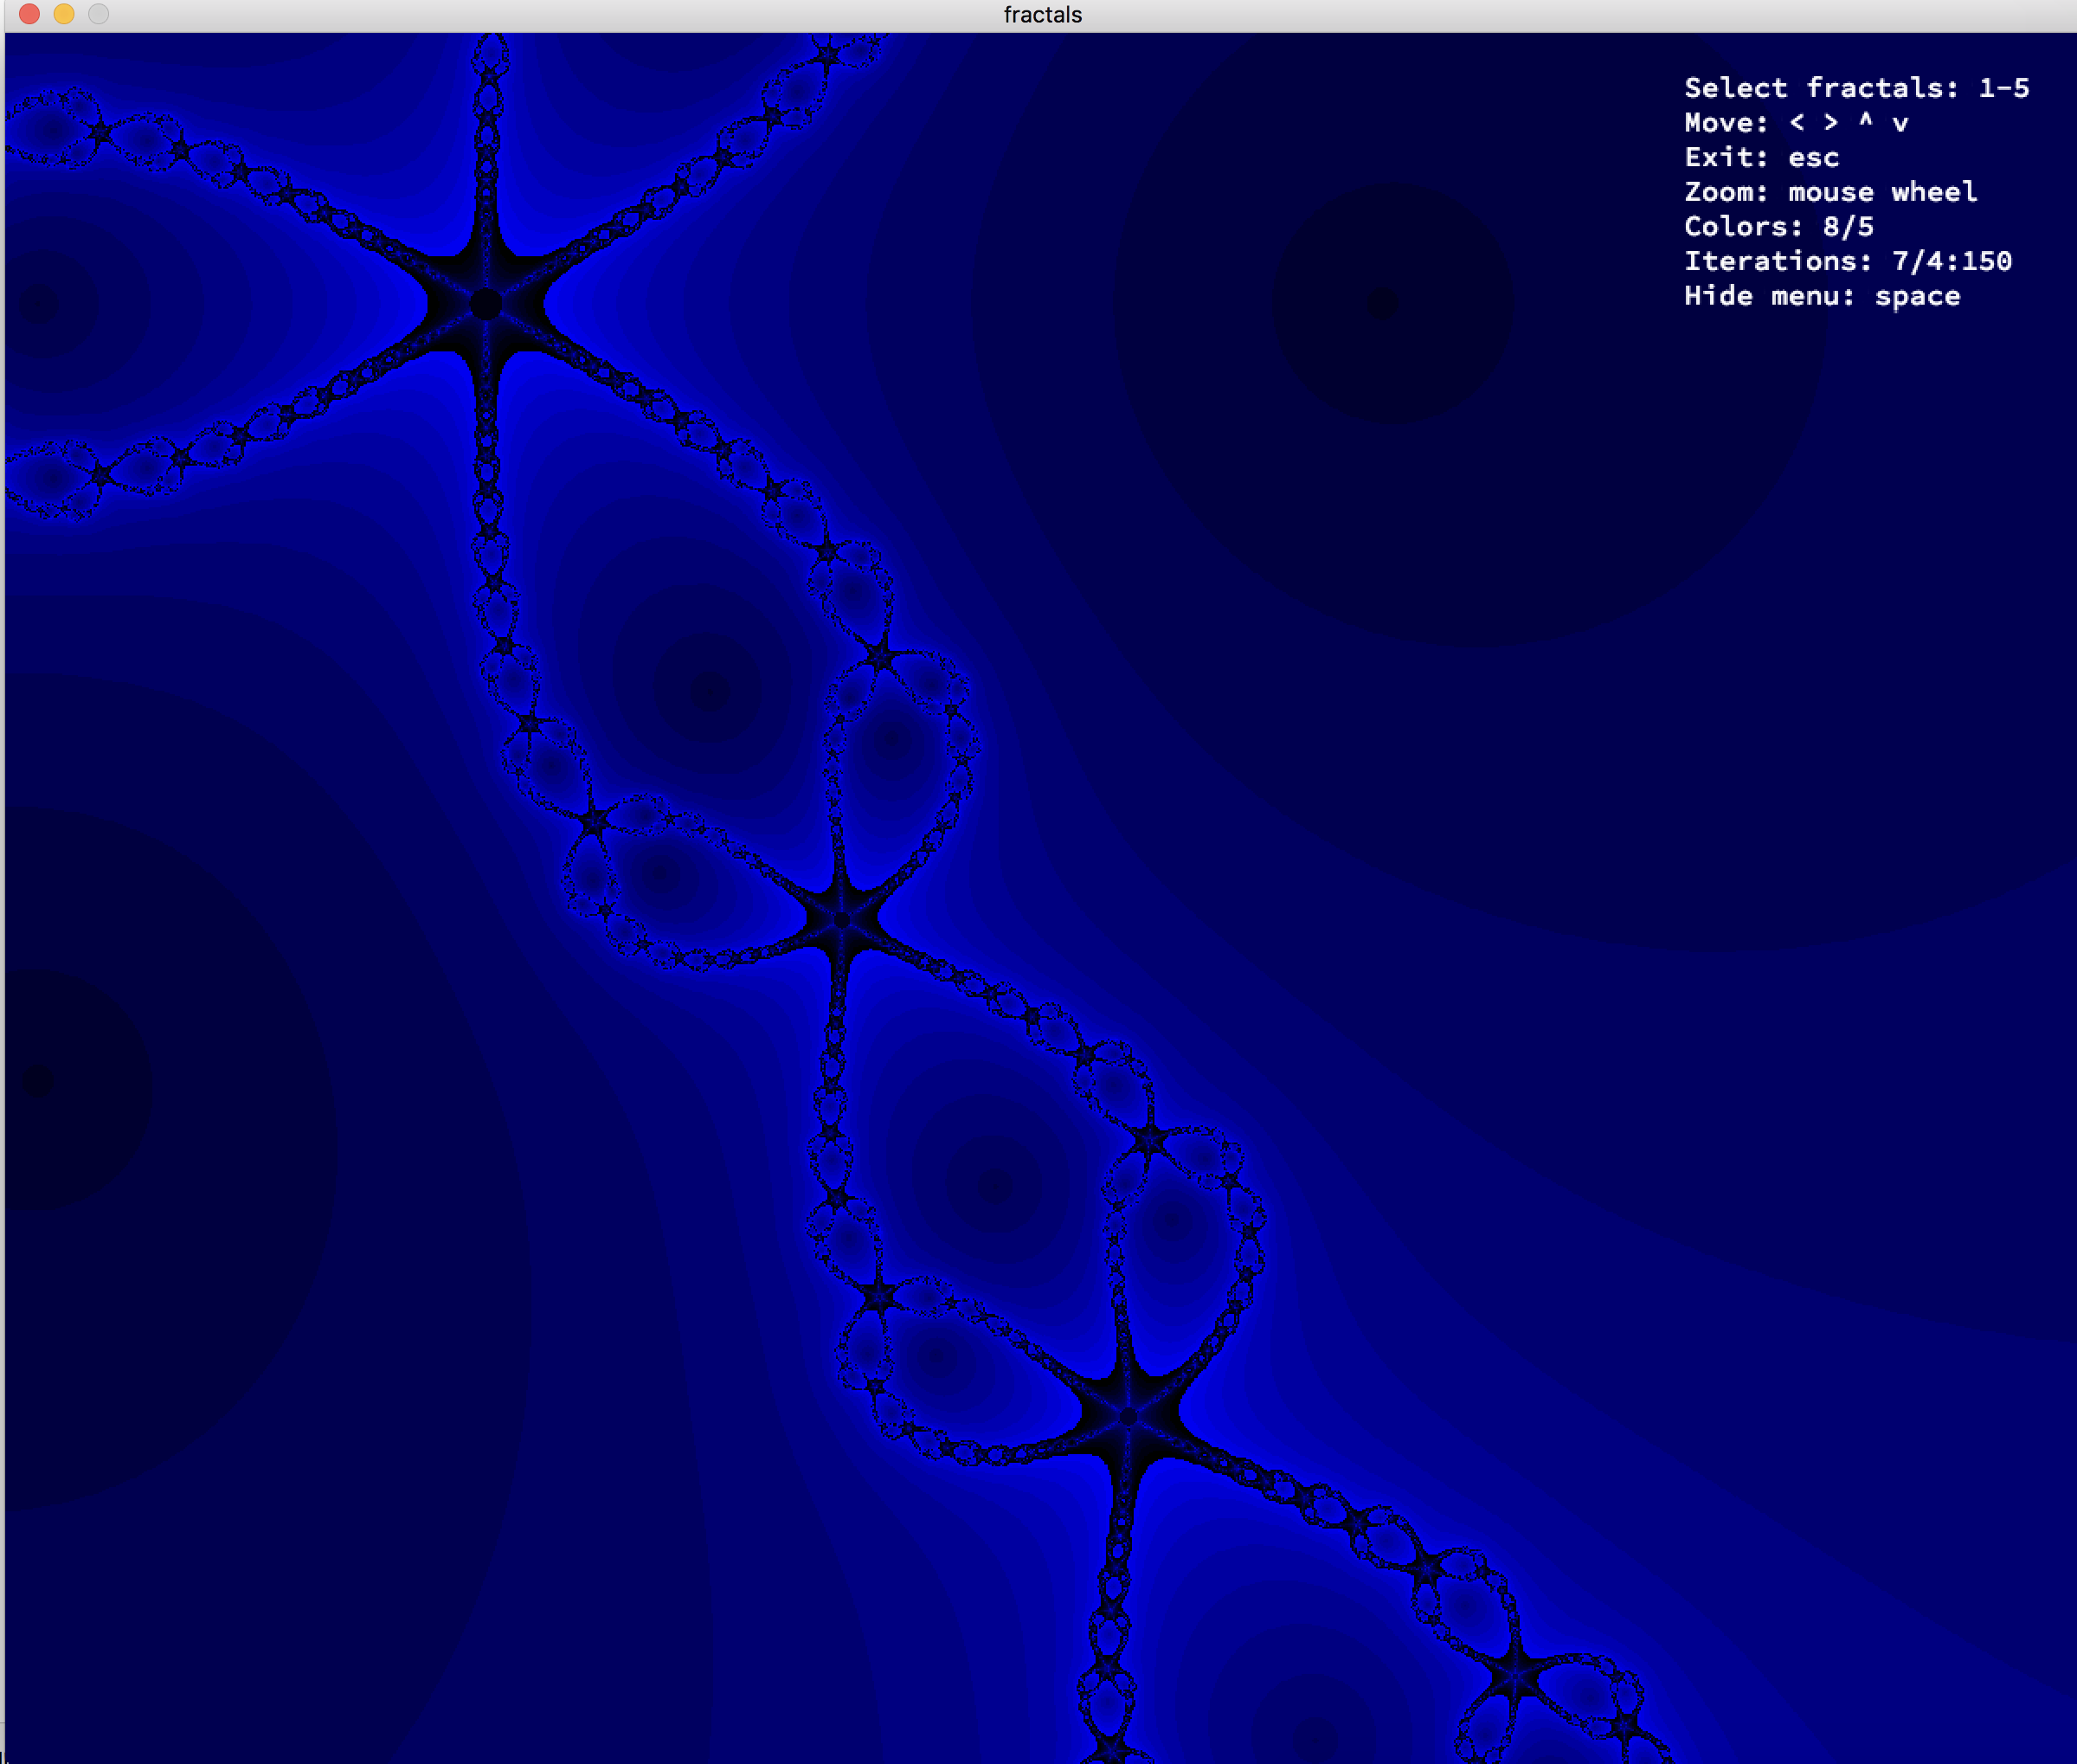 fractals
Select fractals: 1-5
Move: < > ^ v
Exit: esc
Zoom: mouse wheel
Colors: 8/5
Iterations: 7/4:150
Hide menu: space